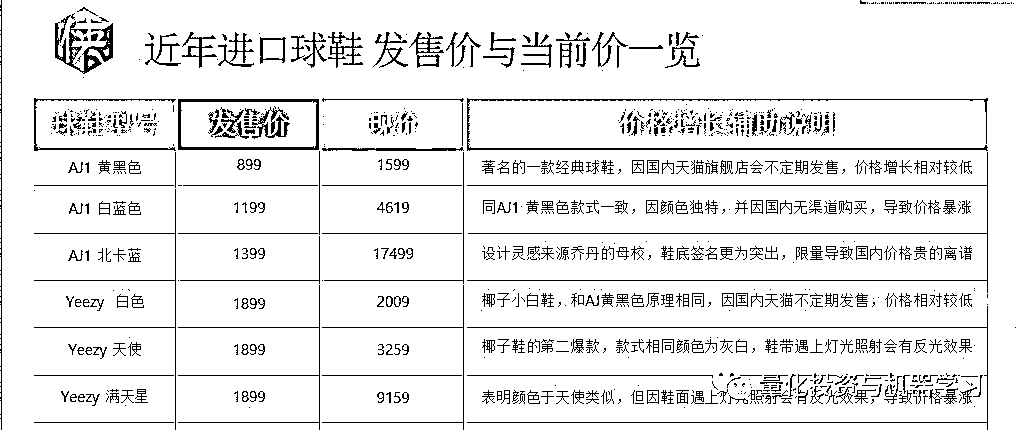 近年进口球鞋 发售价与当前价一览
球鞋型号 发售价 现价 价格增长辅助说明
AJ1 黄黑色 899 1599 著名的一款经典球鞋，因国内天猫旗舰店会不定期发售，价格增长相对较低
AJ1 白蓝色 1199 4619 同AJ1 黄黑色款式一致，因颜色独特，并因国内无渠道购买，导致价格暴涨
AJ1 北卡蓝 1399 17499 设计灵感来源乔丹的母校，鞋底签名更为突出，限量导致国内价格贵的离谱
Yeezy 白色 1899 2009 椰子小白鞋，和AJ黄黑色原理相同，因国内天猫不定期发售，价格相对较低
Yeezy 天使 1899 3259 椰子鞋的第二爆款，款式相同颜色为灰白，鞋带遇上灯光照射会有反光效果
Yeezy 满天星 1899 9159 表明颜色于天使类似，但因鞋面遇上灯光照射会有反光效果，导致价格暴涨
量化投资与机器学习